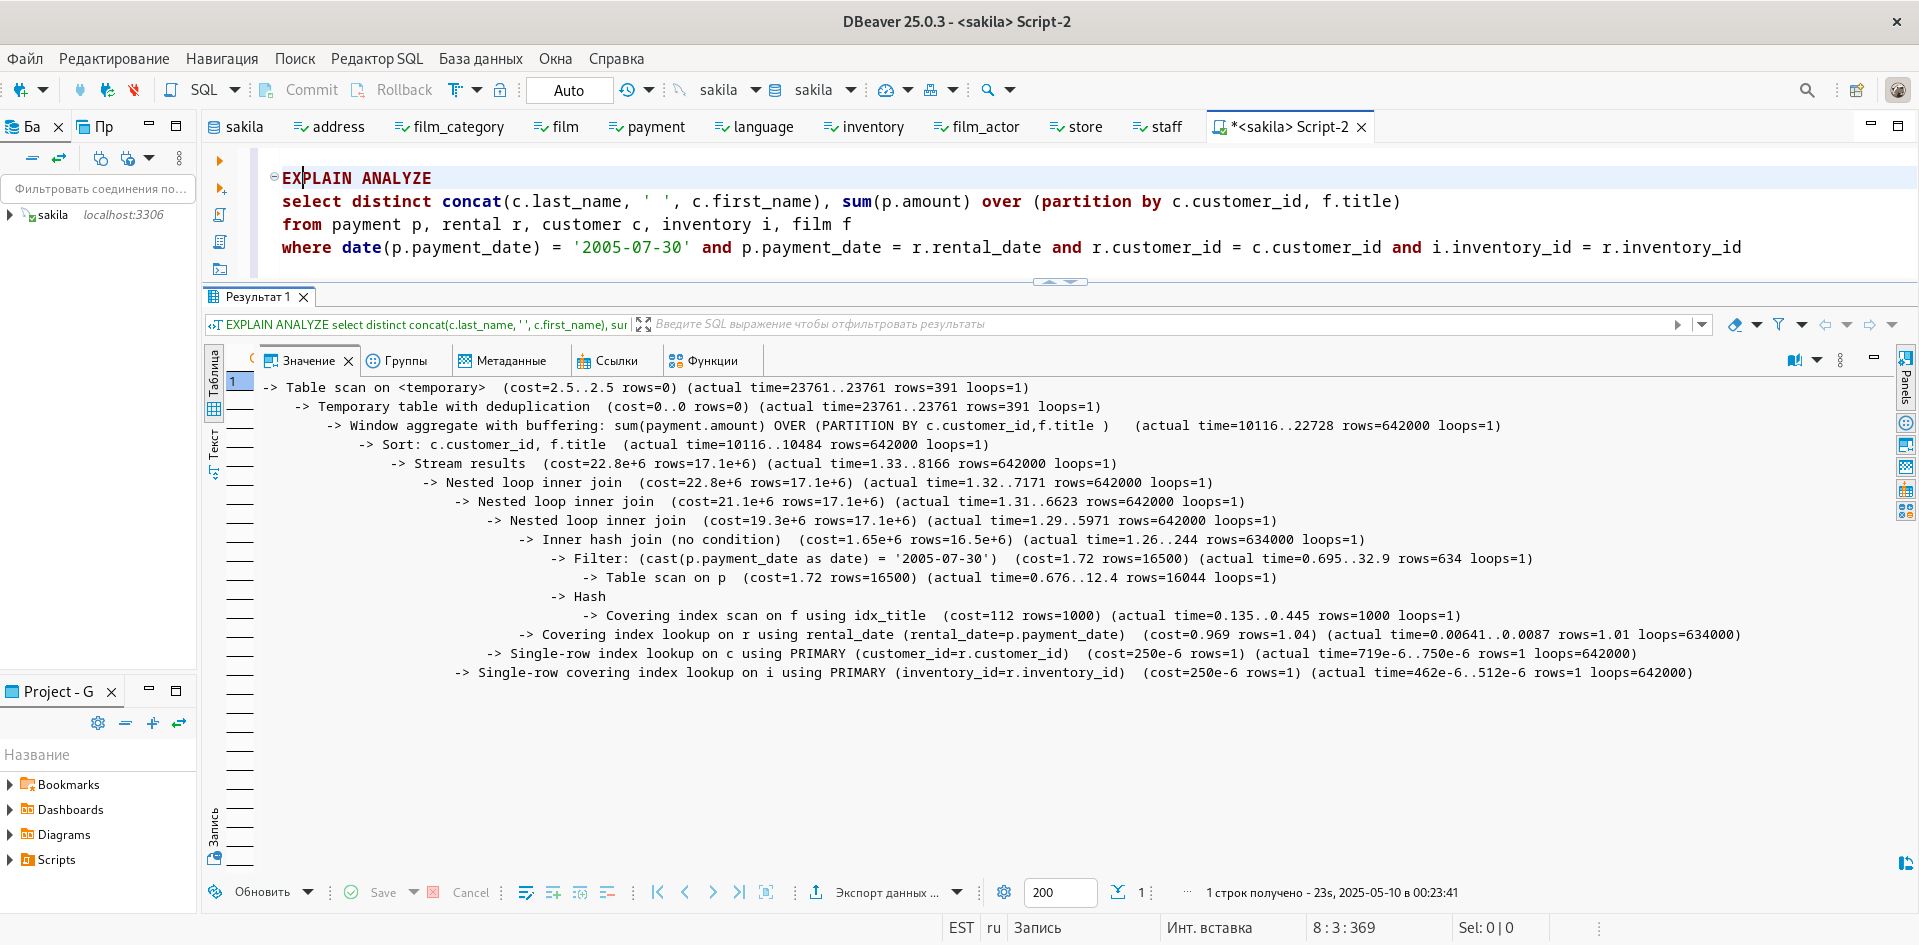 DBeaver 25.0.3 - <sakila> Script-2
Файл Редактирование Навигация Поиск Редактор SQL База данных Окна Справка
SQL Commit Rollback Auto sakila sakila
Ба Пр
sakila address film_category film payment language inventory film_actor store staff *<sakila> Script-2
Фильтровать соединения по...
sakila localhost:3306
EXPLAIN ANALYZE
select distinct concat(c.last_name, ' ', c.first_name), sum(p.amount) over (partition by c.customer_id, f.title)
from payment p, rental r, customer c, inventory i, film f
where date(p.payment_date) = '2005-07-30' and p.payment_date = r.rental_date and r.customer_id = c.customer_id and i.inventory_id = r.inventory_id
Результат 1
EXPLAIN ANALYZE select distinct concat(c.last_name, ' ', c.first_name), sur
Введите SQL выражение чтобы отфильтровать результаты
Таблица
Текст
Запись
1
Значение Группы Метаданные Ссылки Функции
Panels
-> Table scan on <temporary> (cost=2.5..2.5 rows=0) (actual time=23761..23761 rows=391 loops=1)
-> Temporary table with deduplication (cost=0..0 rows=0) (actual time=23761..23761 rows=391 loops=1)
-> Window aggregate with buffering: sum(payment.amount) OVER (PARTITION BY c.customer_id,f.title ) (actual time=10116..22728 rows=642000 loops=1)
-> Sort: c.customer_id, f.title (actual time=10116..10484 rows=642000 loops=1)
-> Stream results (cost=22.8e+6 rows=17.1e+6) (actual time=1.33..8166 rows=642000 loops=1)
-> Nested loop inner join (cost=22.8e+6 rows=17.1e+6) (actual time=1.32..7171 rows=642000 loops=1)
-> Nested loop inner join (cost=21.1e+6 rows=17.1e+6) (actual time=1.31..6623 rows=642000 loops=1)
-> Nested loop inner join (cost=19.3e+6 rows=17.1e+6) (actual time=1.29..5971 rows=642000 loops=1)
-> Inner hash join (no condition) (cost=1.65e+6 rows=16.5e+6) (actual time=1.26..244 rows=634000 loops=1)
-> Filter: (cast(p.payment_date as date) = '2005-07-30') (cost=1.72 rows=16500) (actual time=0.695..32.9 rows=634 loops=1)
-> Table scan on p (cost=1.72 rows=16500) (actual time=0.676..12.4 rows=16044 loops=1)
-> Hash
-> Covering index scan on f using idx_title (cost=112 rows=1000) (actual time=0.135..0.445 rows=1000 loops=1)
-> Covering index lookup on r using rental_date (rental_date=p.payment_date) (cost=0.969 rows=1.04) (actual time=0.00641..0.0087 rows=1.01 loops=634000)
-> Single-row index lookup on c using PRIMARY (customer_id=r.customer_id) (cost=250e-6 rows=1) (actual time=719e-6..750e-6 rows=1 loops=642000)
-> Single-row covering index lookup on i using PRIMARY (inventory_id=r.inventory_id) (cost=250e-6 rows=1) (actual time=462e-6..512e-6 rows=1 loops=642000)
Project - G
Название
Bookmarks
Dashboards
Diagrams
Scripts
Обновить Save Cancel Экспорт данных ... 200 1 1 строк получено - 23s, 2025-05-10 в 00:23:41
EST ru Запись Инт. вставка 8 : 3 : 369 Sel: 0 | 0